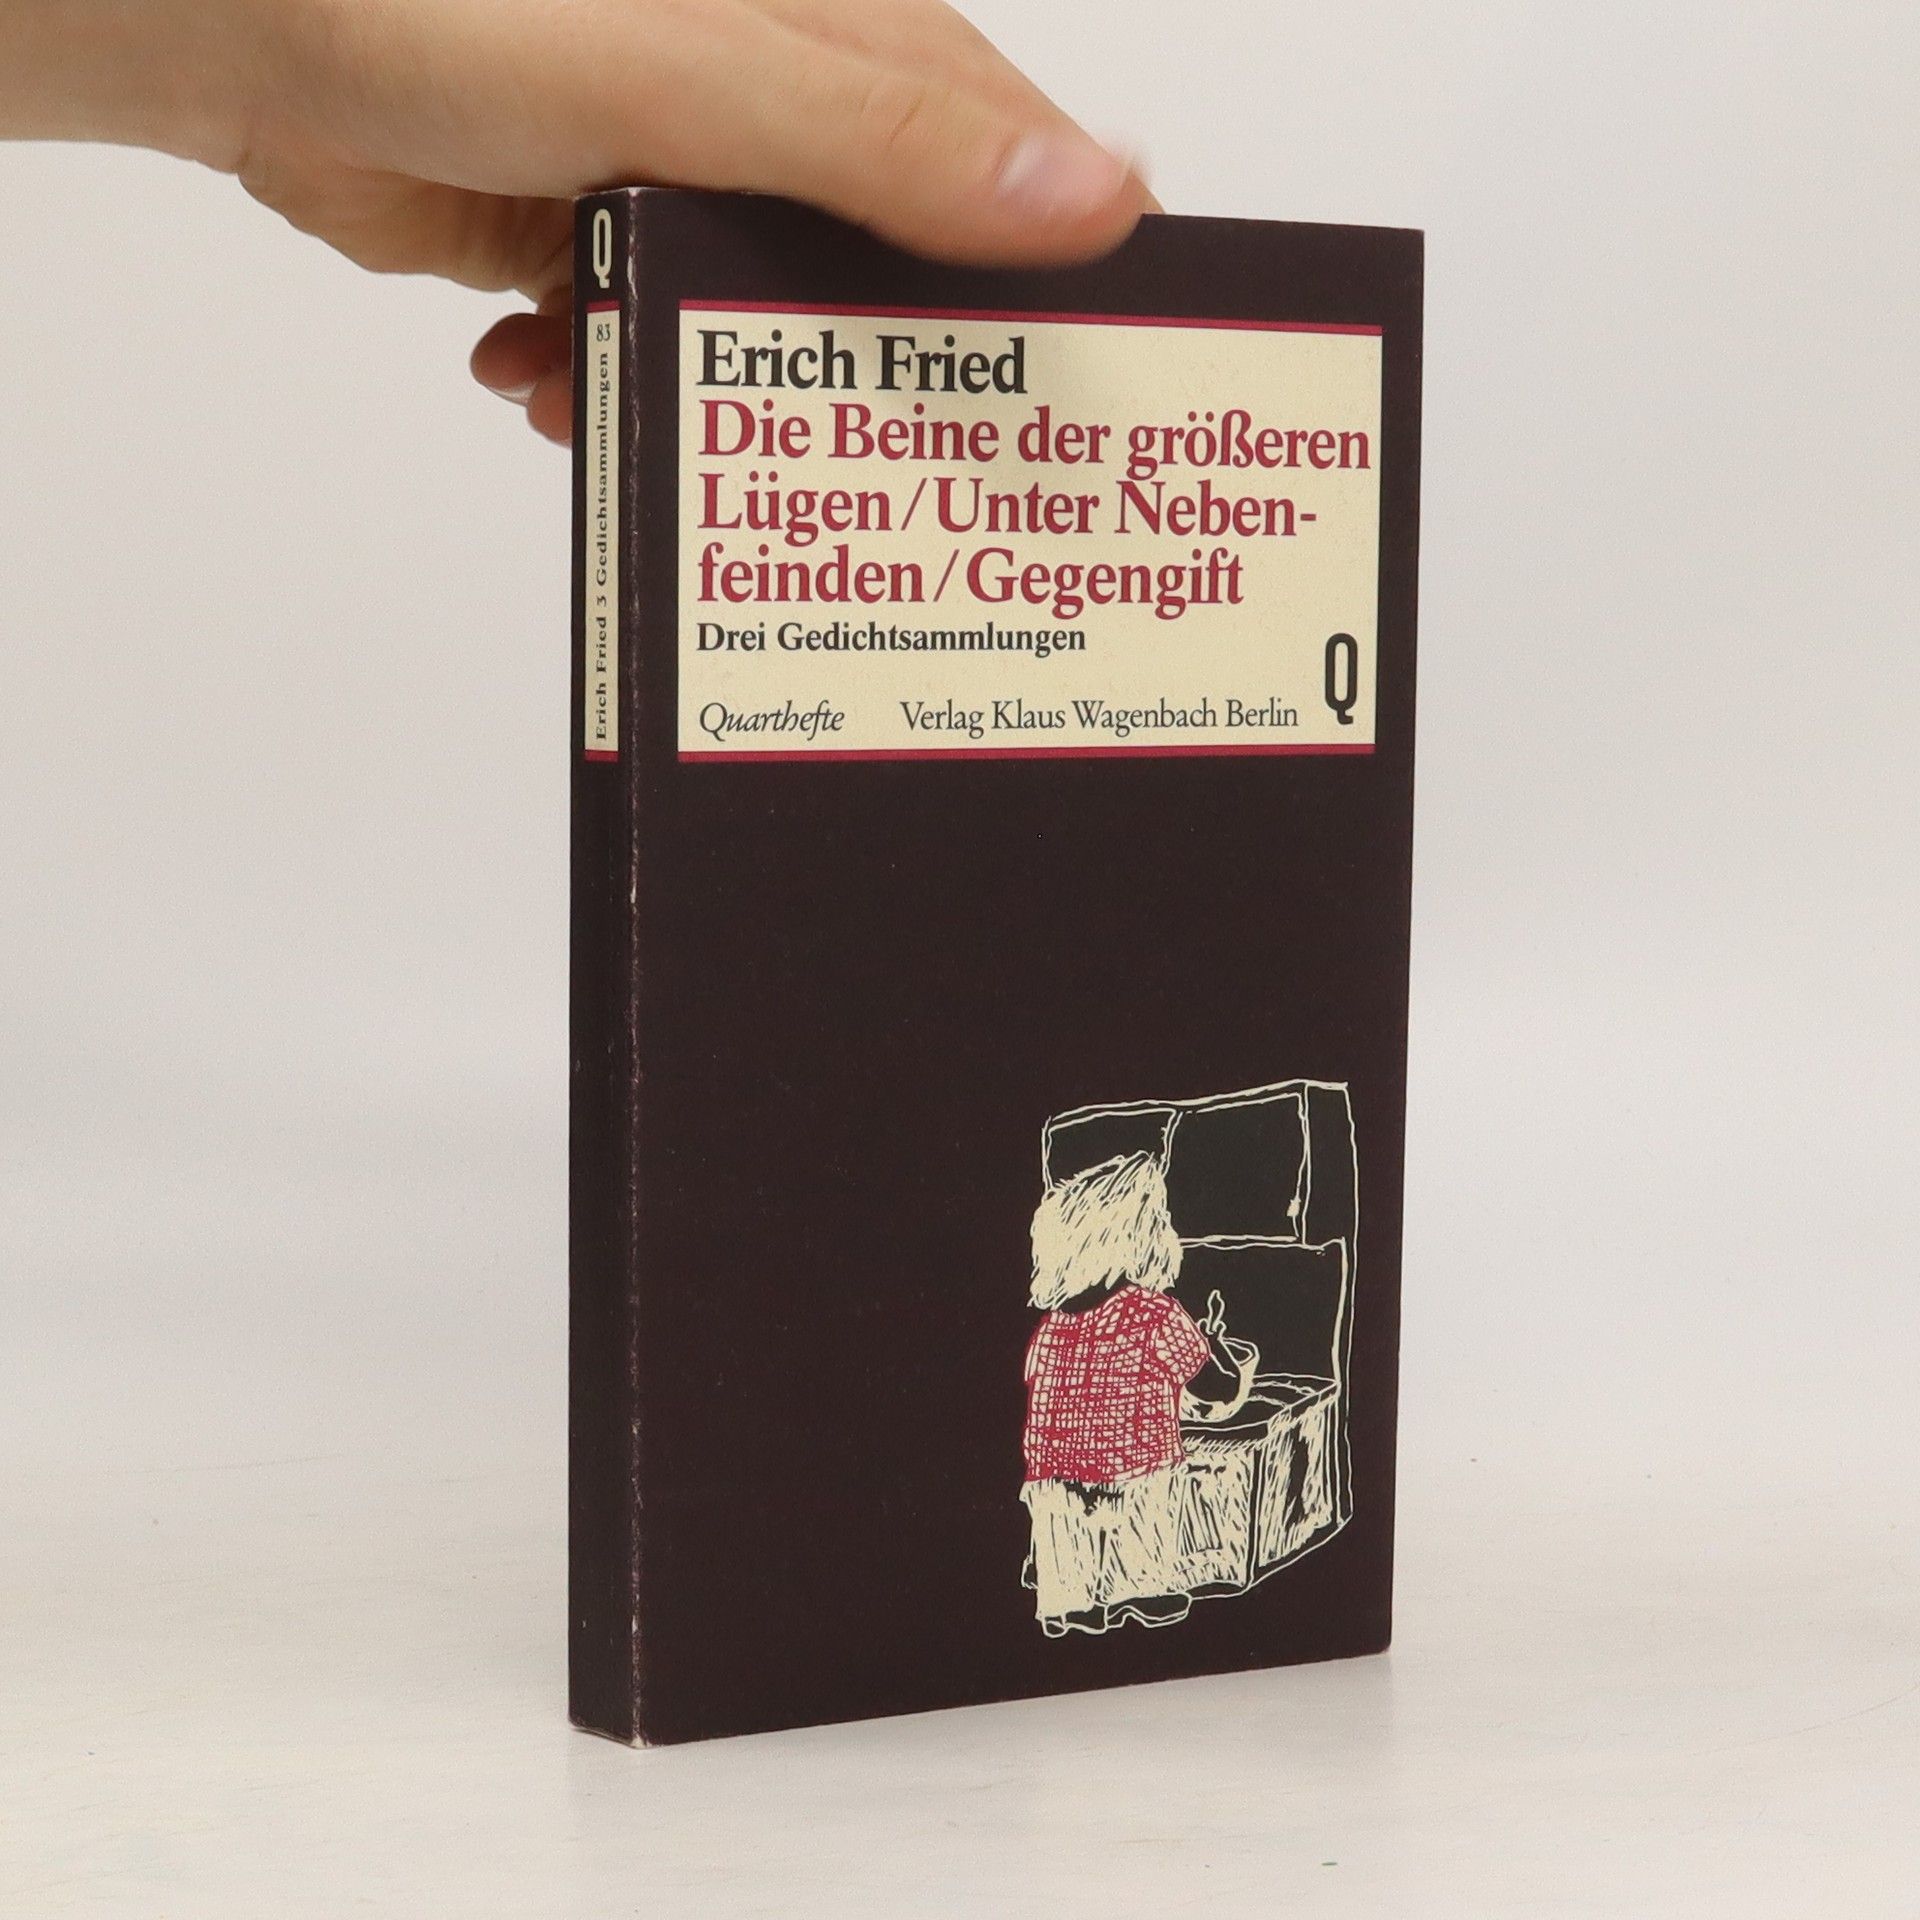 Q
Erich Fried 3 Gedichtsammlungen 83
Erich Fried
Die Beine der größeren
Lügen/Unter Neben-
feinden/Gegengift
Drei Gedichtsammlungen
Quarthefte Verlag Klaus Wagenbach Berlin Q